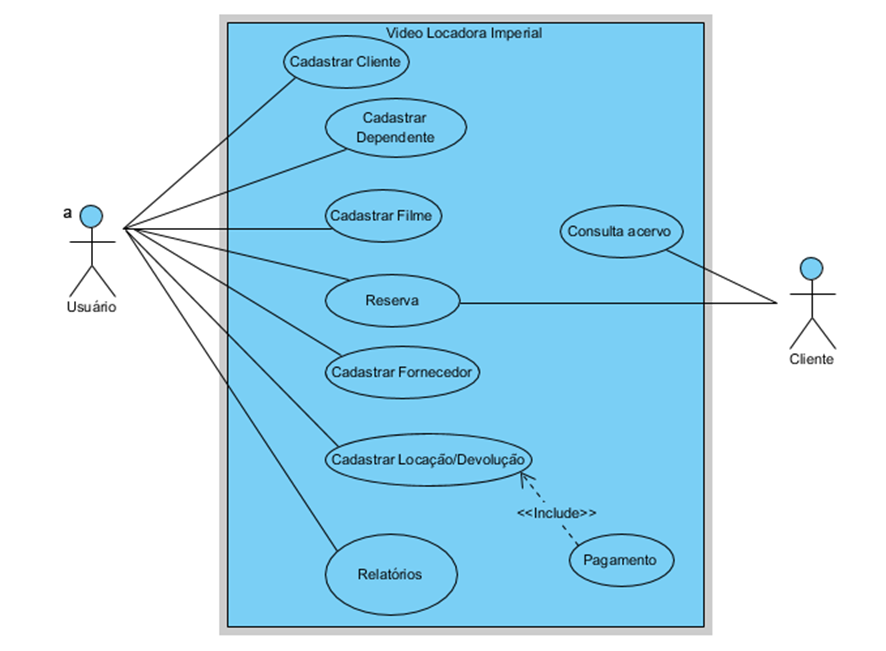 Video Locadora Imperial
Cadastrar Cliente
Cadastrar
Dependente
a
Cadastrar Filme
Consulta acervo
Usuário
Reserva
Cliente
Cadastrar Fornecedor
Cadastrar Locação/Devolução
<<Include>>
Pagamento
Relatórios